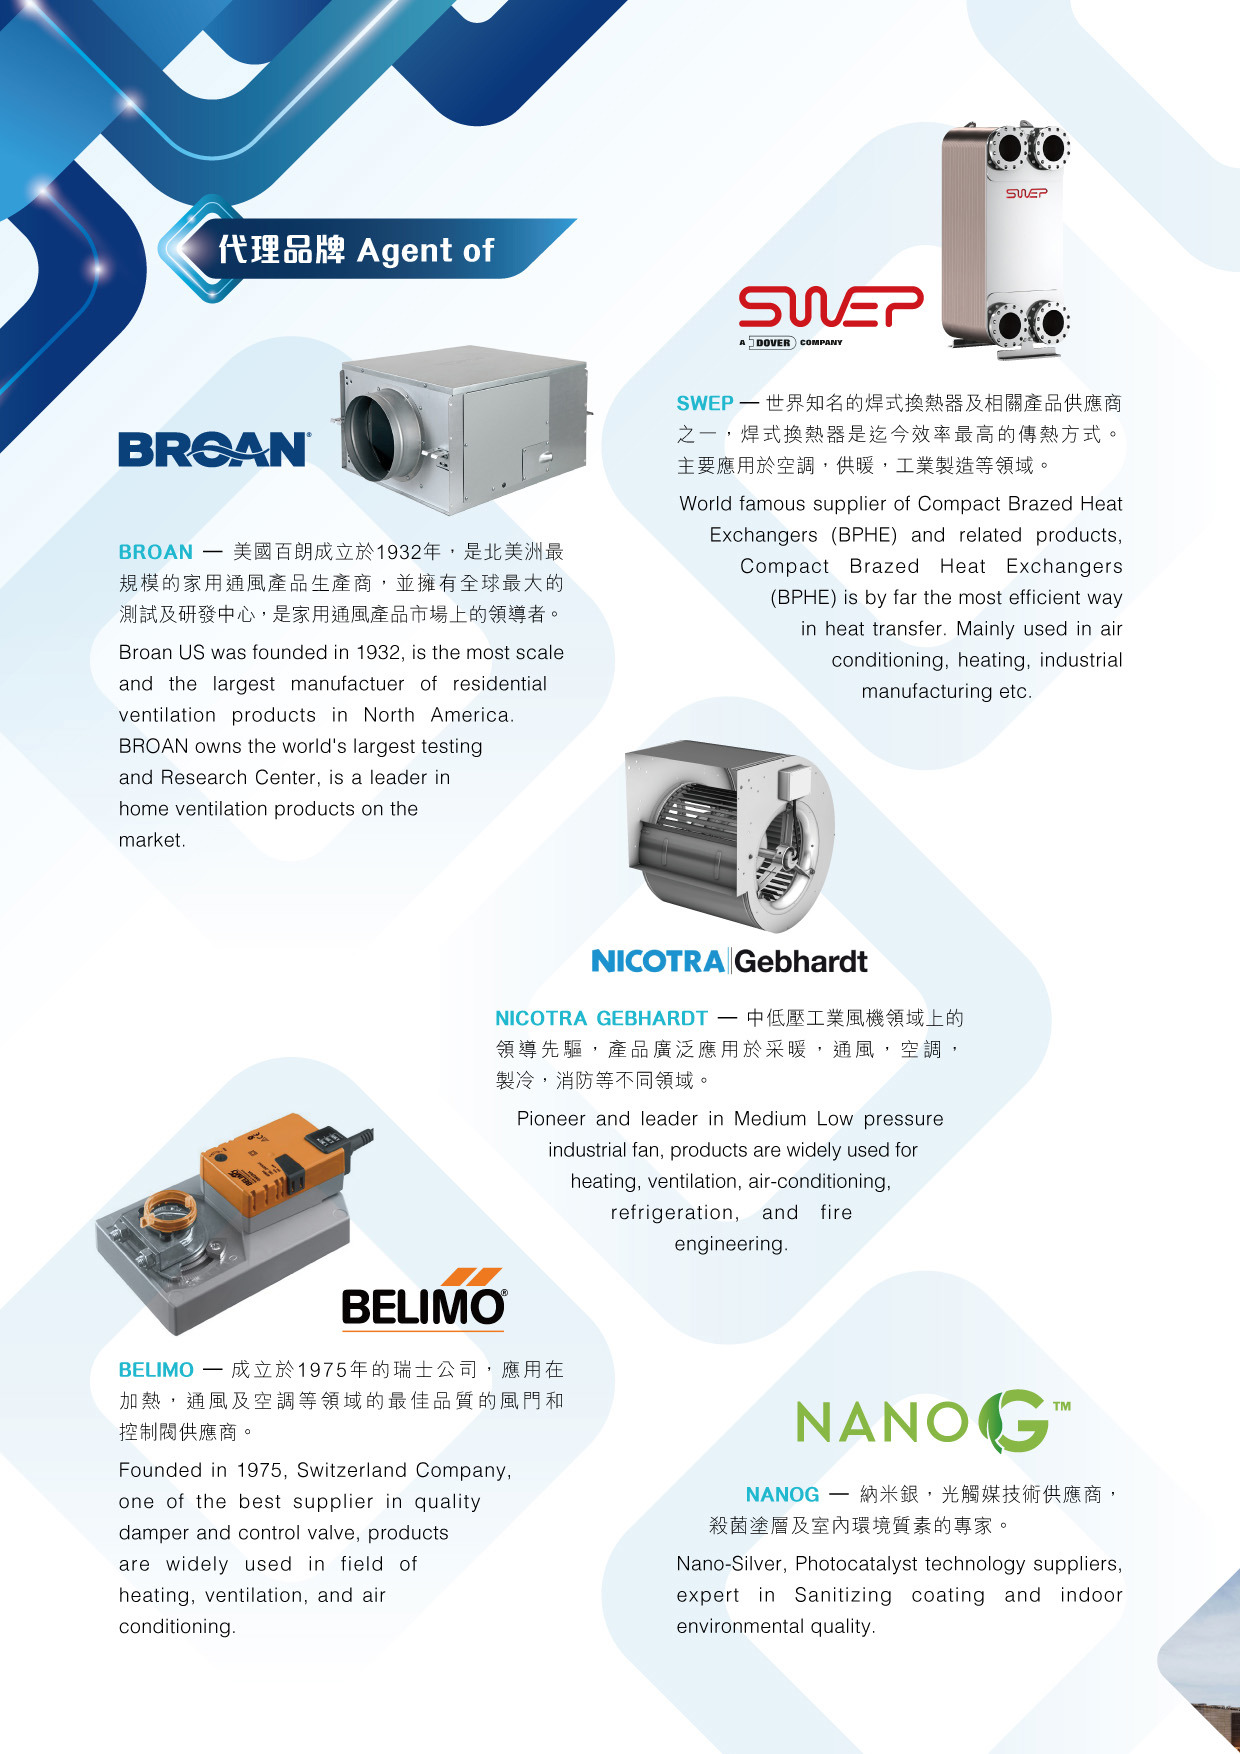 代理品牌 Agent of
SWEP
SWEP
A DOVER COMPANY
BROAN®
SWEP — 世界知名的焊式換熱器及相關產品供應商
之一，焊式換熱器是迄今效率最高的傳熱方式。
主要應用於空調，供暖，工業製造等領域。
World famous supplier of Compact Brazed Heat
Exchangers (BPHE) and related products,
Compact Brazed Heat Exchangers
(BPHE) is by far the most efficient way
in heat transfer. Mainly used in air
conditioning, heating, industrial
manufacturing etc.
BROAN — 美國百朗成立於1932年，是北美洲最
規模的家用通風產品生產商，並擁有全球最大的
測試及研發中心，是家用通風產品市場上的領導者。
Broan US was founded in 1932, is the most scale
and the largest manufactuer of residential
ventilation products in North America.
BROAN owns the world's largest testing
and Research Center, is a leader in
home ventilation products on the
market.
NICOTRA Gebhardt
NICOTRA GEBHARDT — 中低壓工業風機領域上的
領導先驅，產品廣泛應用於采暖，通風，空調，
製冷，消防等不同領域。
Pioneer and leader in Medium Low pressure
industrial fan, products are widely used for
heating, ventilation, air-conditioning,
refrigeration, and fire
engineering.
BELIMO
BELIMO®
BELIMO — 成立於1975年的瑞士公司，應用在
加熱，通風及空調等領域的最佳品質的風門和
控制閥供應商。
Founded in 1975, Switzerland Company,
one of the best supplier in quality
damper and control valve, products
are widely used in field of
heating, ventilation, and air
conditioning.
NANOG™
NANOG — 納米銀，光觸媒技術供應商，
殺菌塗層及室內環境質素的專家。
Nano-Silver, Photocatalyst technology suppliers,
expert in Sanitizing coating and indoor
environmental quality.